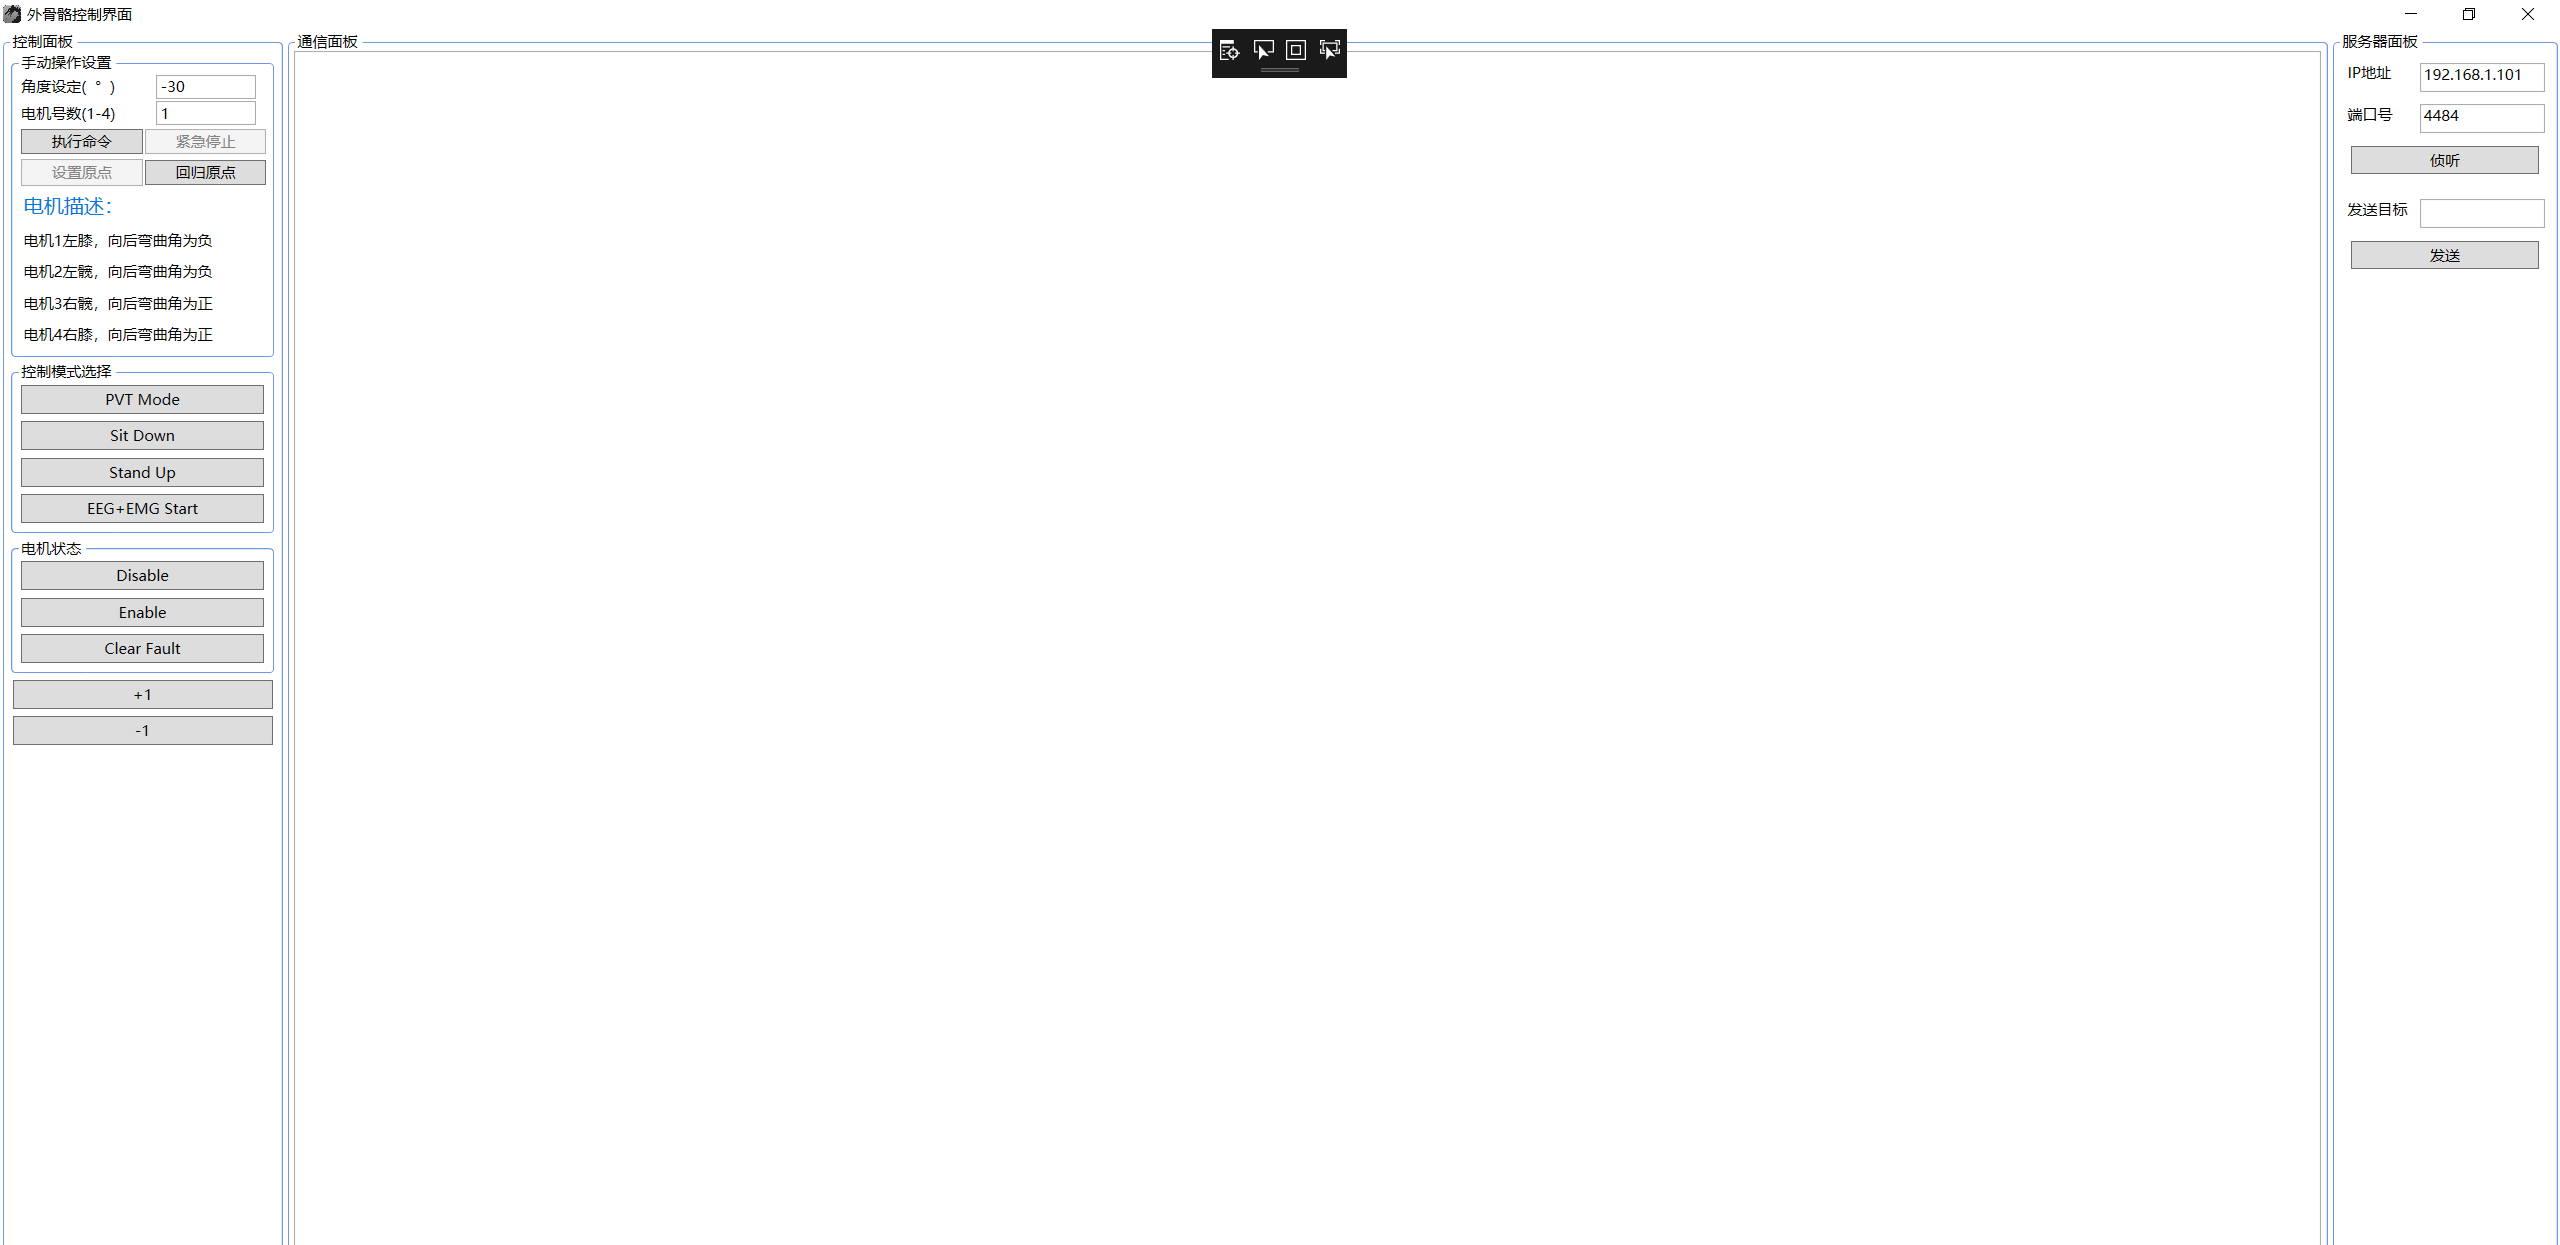 外骨骼控制界面
控制面板
手动操作设置
角度设定( ° )
-30
电机号数(1-4)
1
执行命令
紧急停止
设置原点
回归原点
电机描述：
电机1左膝，向后弯曲角为负
电机2左髋，向后弯曲角为负
电机3右髋，向后弯曲角为正
电机4右膝，向后弯曲角为正
控制模式选择
PVT Mode
Sit Down
Stand Up
EEG+EMG Start
电机状态
Disable
Enable
Clear Fault
+1
-1
通信面板
服务器面板
IP地址
192.168.1.101
端口号
4484
侦听
发送目标
发送